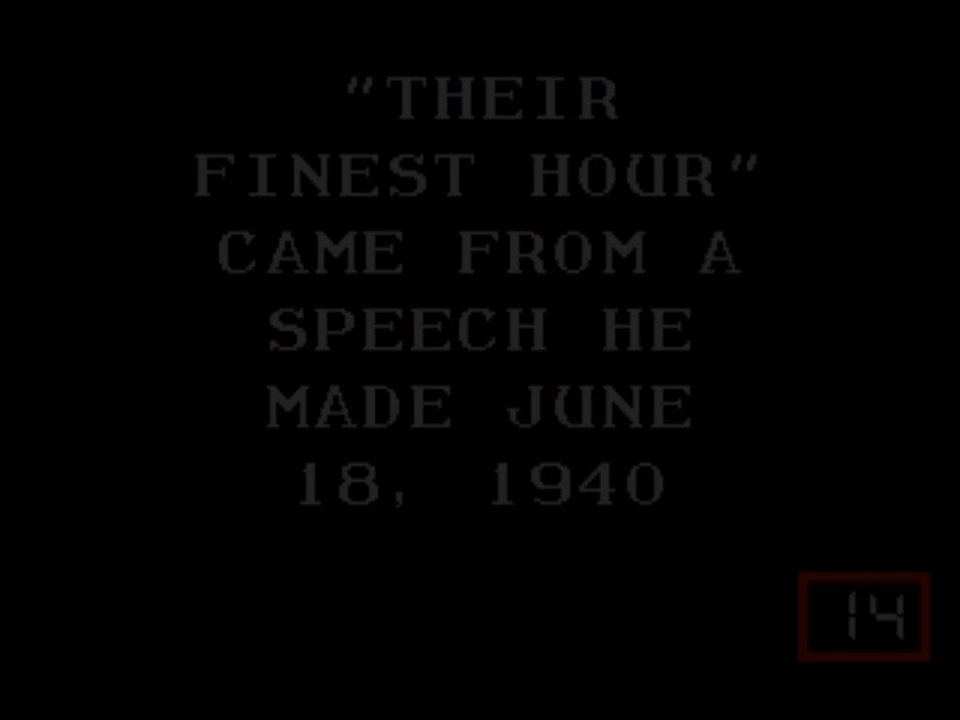 "THEIR
FINEST HOUR"
CAME FROM A
SPEECH HE
MADE JUNE
18, 1940
14